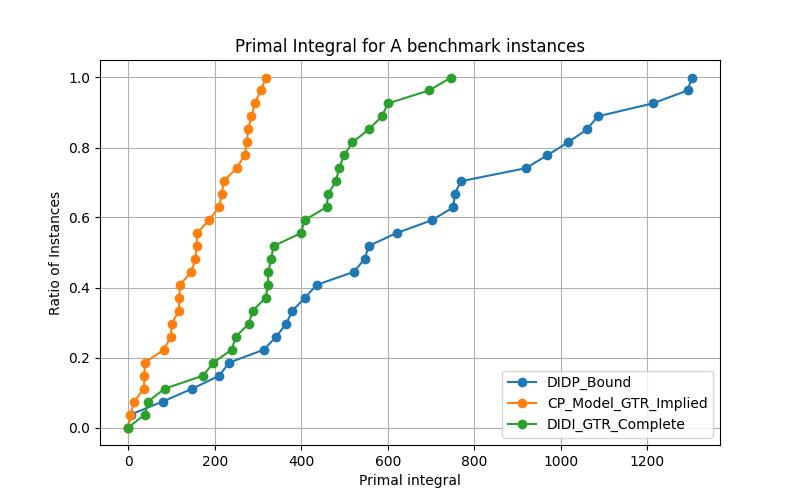 Primal Integral for A benchmark instances
1.0
0.8
0.6
0.4
0.2
0.0
Ratio of Instances
DIDP_Bound
CP_Model_GTR_Implied
DIDI_GTR_Complete
0 200 400 600 800 1000 1200
Primal integral